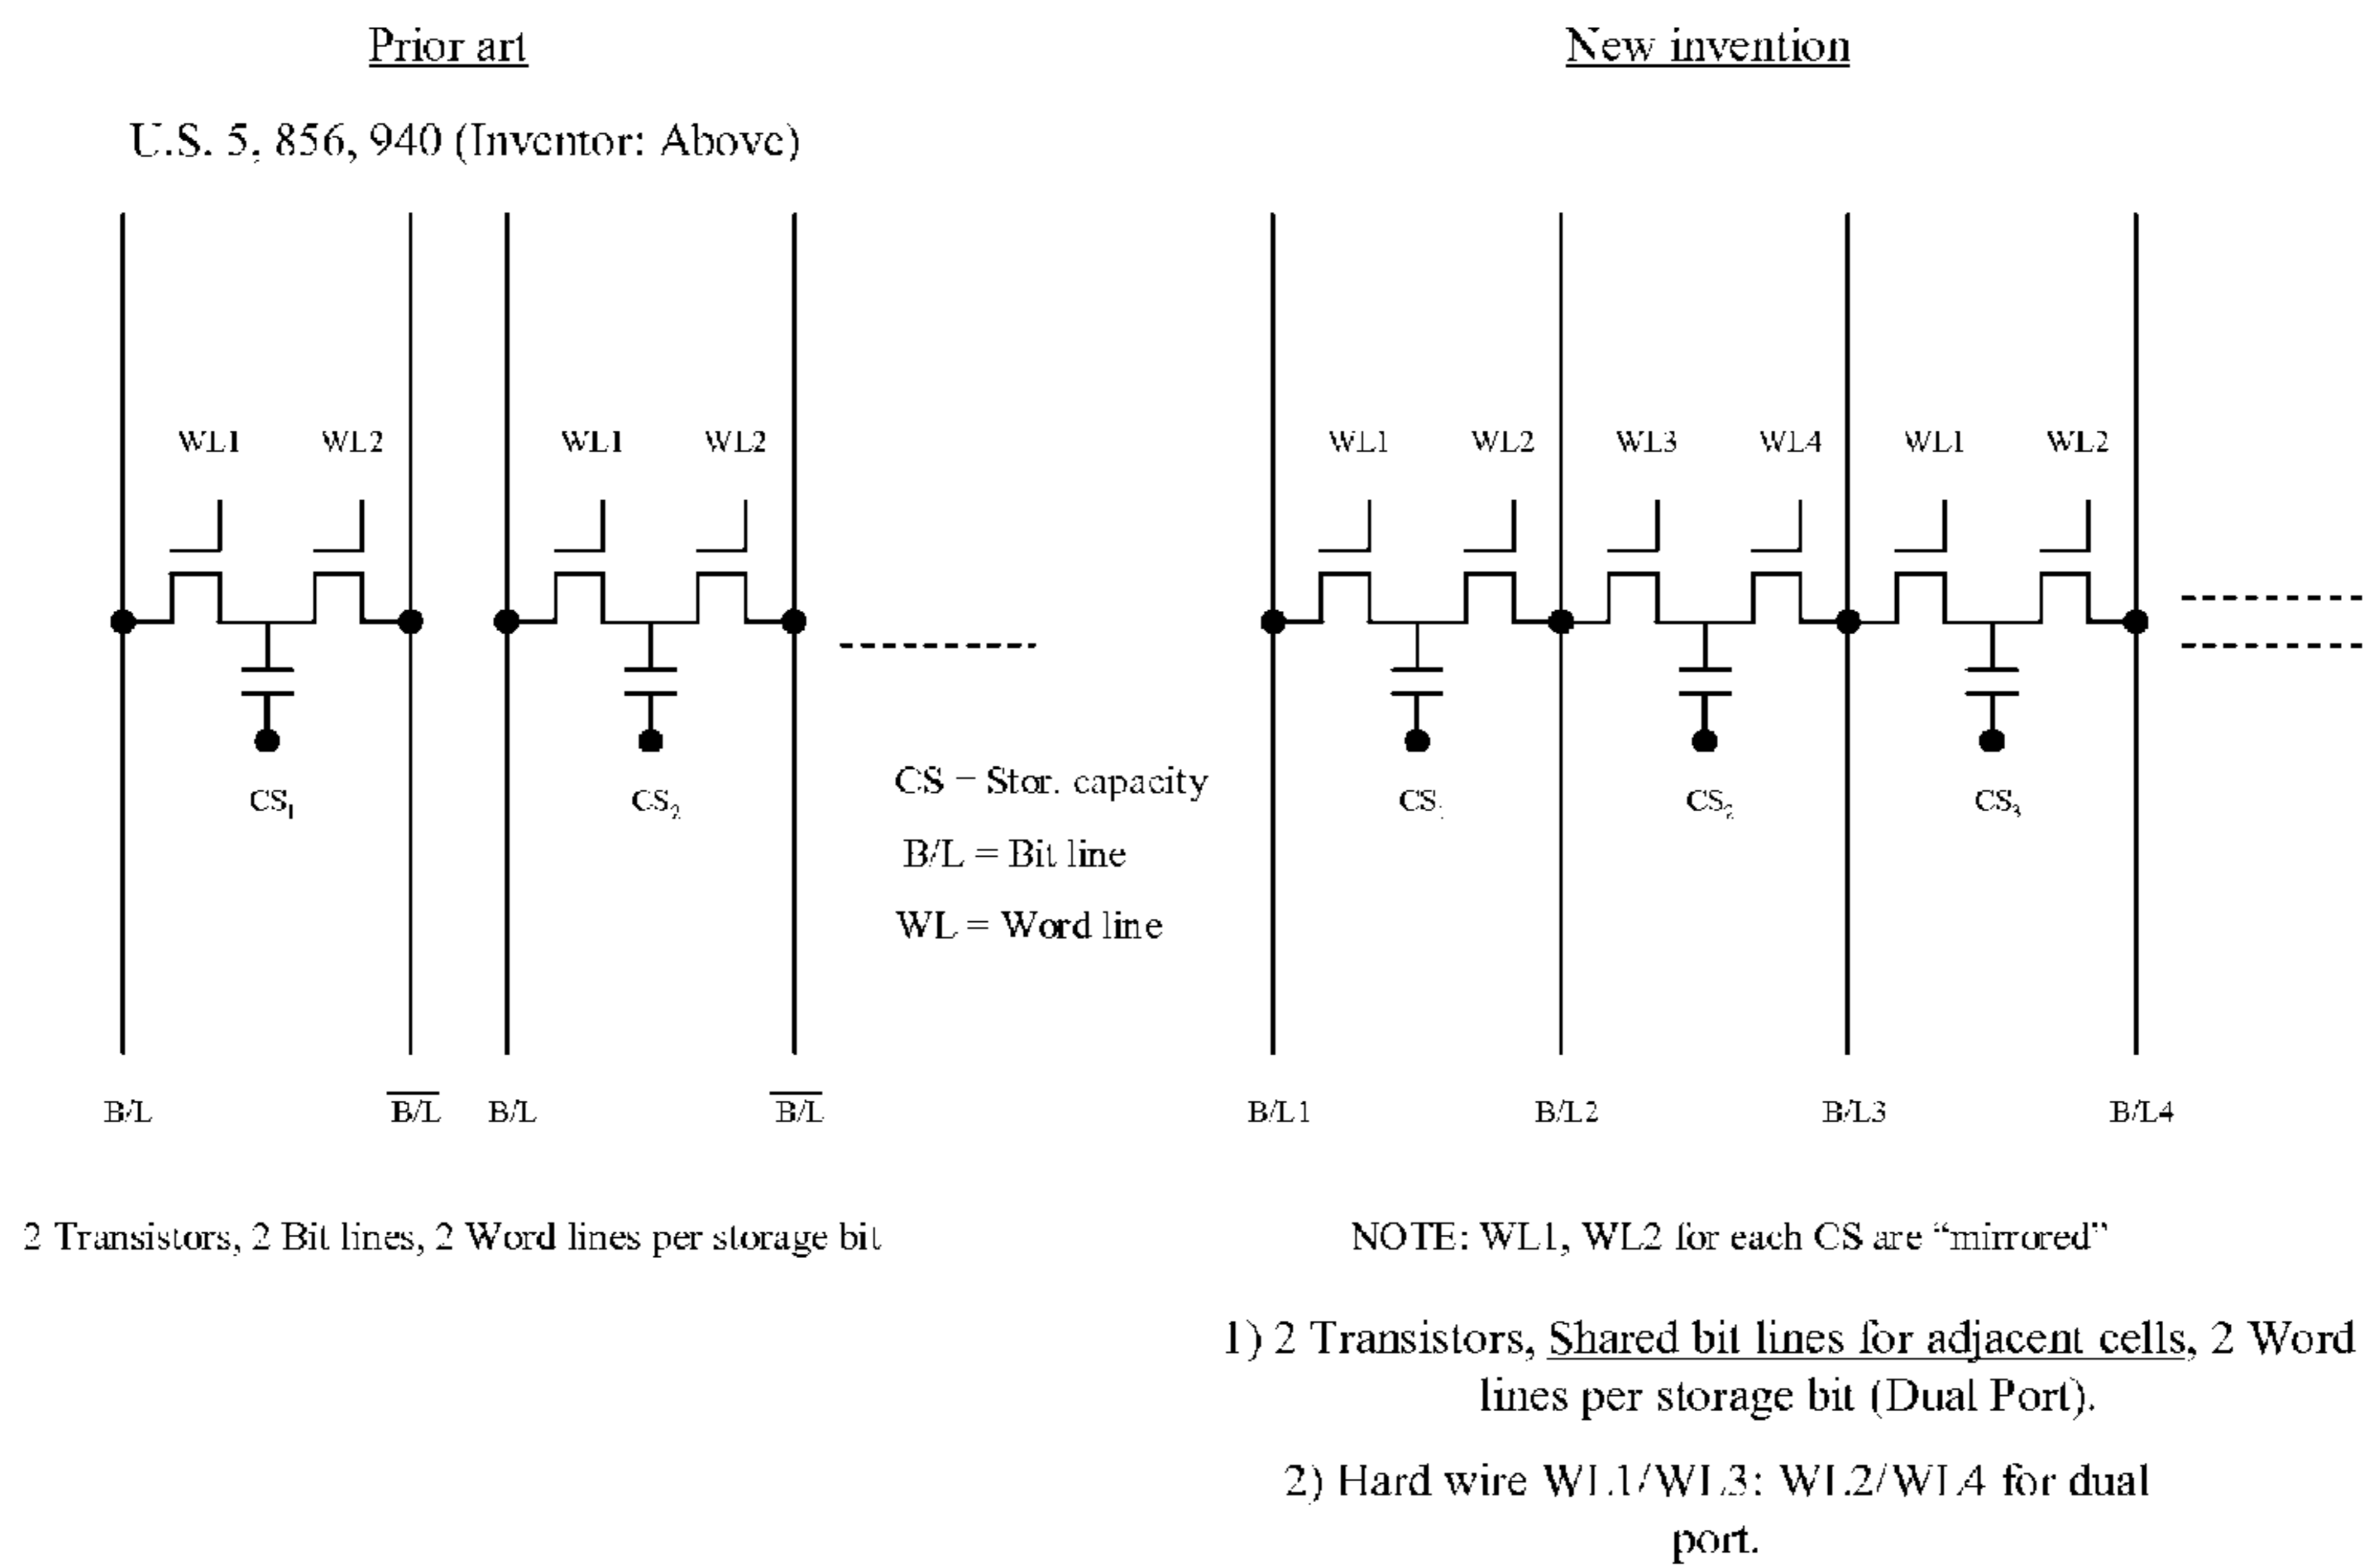 Prior art
U.S. 5, 856, 940 (Inventor: Above)
WL1 WL2 WL1 WL2
CS1 CS2
B/L B/L B/L B/L
2 Transistors, 2 Bit lines, 2 Word lines per storage bit
CS = Stor. capacity
B/L = Bit line
WL = Word line
New invention
WL1 WL2 WL3 WL4 WL1 WL2
CS1 CS2 CS3
B/L1 B/L2 B/L3 B/L4
NOTE: WL1, WL2 for each CS are “mirrored”
1) 2 Transistors, Shared bit lines for adjacent cells, 2 Word
lines per storage bit (Dual Port).
2) Hard wire WL1/WL3: WL2/WL4 for dual
port.